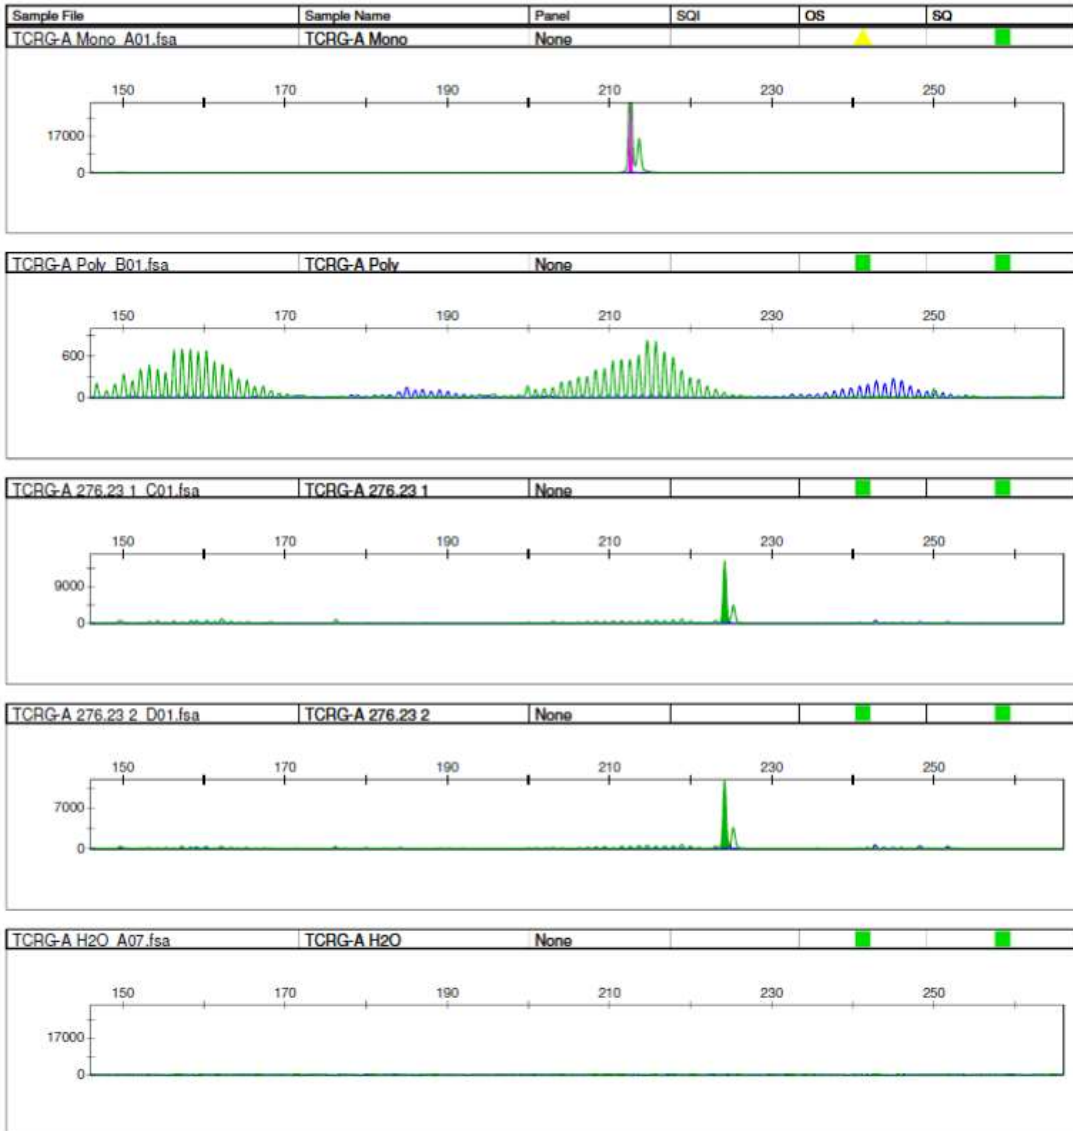 Sample File Sample Name Panel SQI OS SQ
TCRG-A Mono_A01.fsa TCRG-A Mono None
150 170 190 210 230 250
17000
0
TCRG-A Poly_B01.fsa TCRG-A Poly None
150 170 190 210 230 250
600
0
TCRG-A 276.23 1_C01.fsa TCRG-A 276.23 1 None
150 170 190 210 230 250
9000
0
TCRG-A 276.23 2_D01.fsa TCRG-A 276.23 2 None
150 170 190 210 230 250
7000
0
TCRG-A H2O_A07.fsa TCRG-A H2O None
150 170 190 210 230 250
17000
0